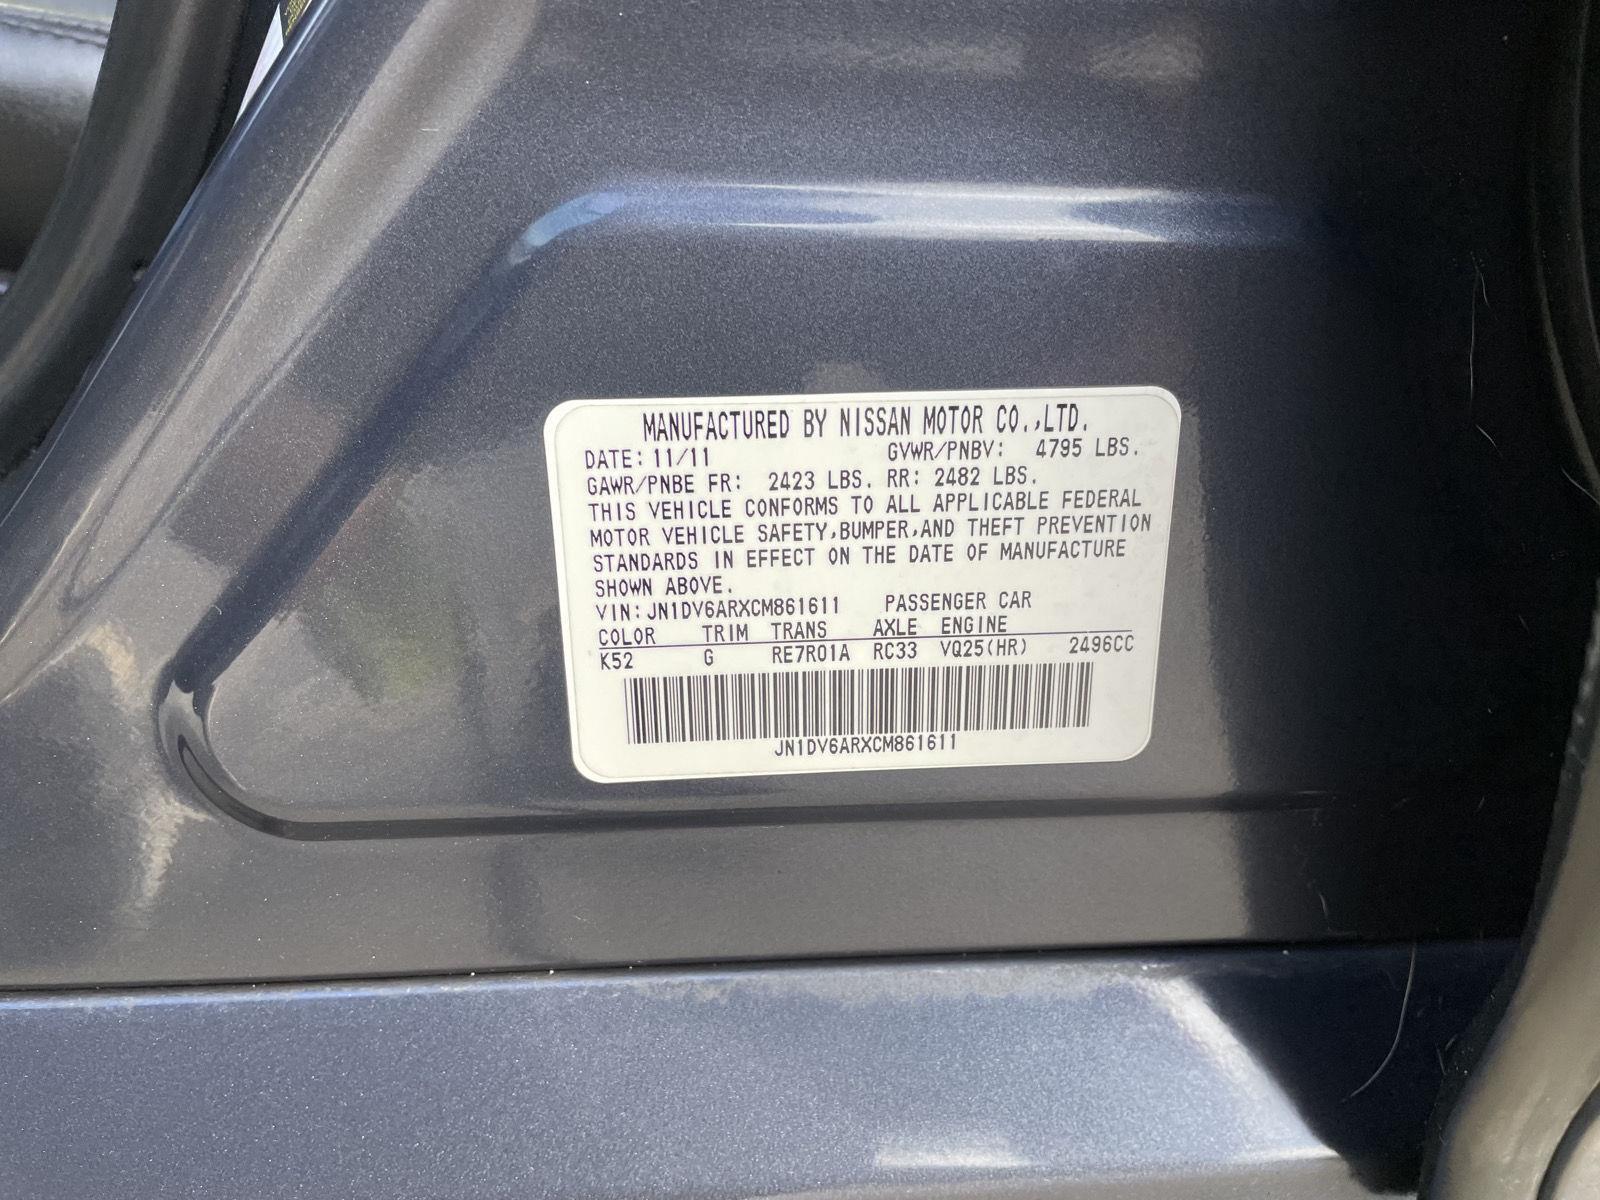 MANUFACTURED BY NISSAN MOTOR CO.,LTD.
DATE: 11/11 GVWR/PNBV: 4795 LBS.
GAWR/PNBE FR: 2423 LBS. RR: 2482 LBS.
THIS VEHICLE CONFORMS TO ALL APPLICABLE FEDERAL
MOTOR VEHICLE SAFETY,BUMPER,AND THEFT PREVENTION
STANDARDS IN EFFECT ON THE DATE OF MANUFACTURE
SHOWN ABOVE.
VIN:JN1DV6ARXCM861611 PASSENGER CAR
COLOR TRIM TRANS AXLE ENGINE
K52 G RE7R01A RC33 VQ25(HR) 2496CC
JN1DV6ARXCM861611